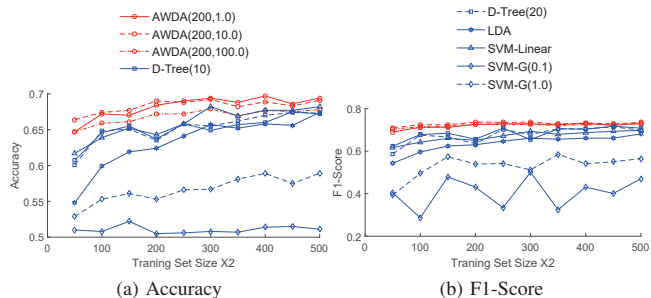 AWDA(200,1.0)
AWDA(200,10.0)
AWDA(200,100.0)
D-Tree(10)
0.7
0.65
0.6
0.55
0.5
Accuracy
0 100 200 300 400 500
Traning Set Size X2
(a) Accuracy
D-Tree(20)
LDA
SVM-Linear
SVM-G(0.1)
SVM-G(1.0)
0.8
0.6
0.4
0.2
F1-Score
0 100 200 300 400 500
Traning Set Size X2
(b) F1-Score